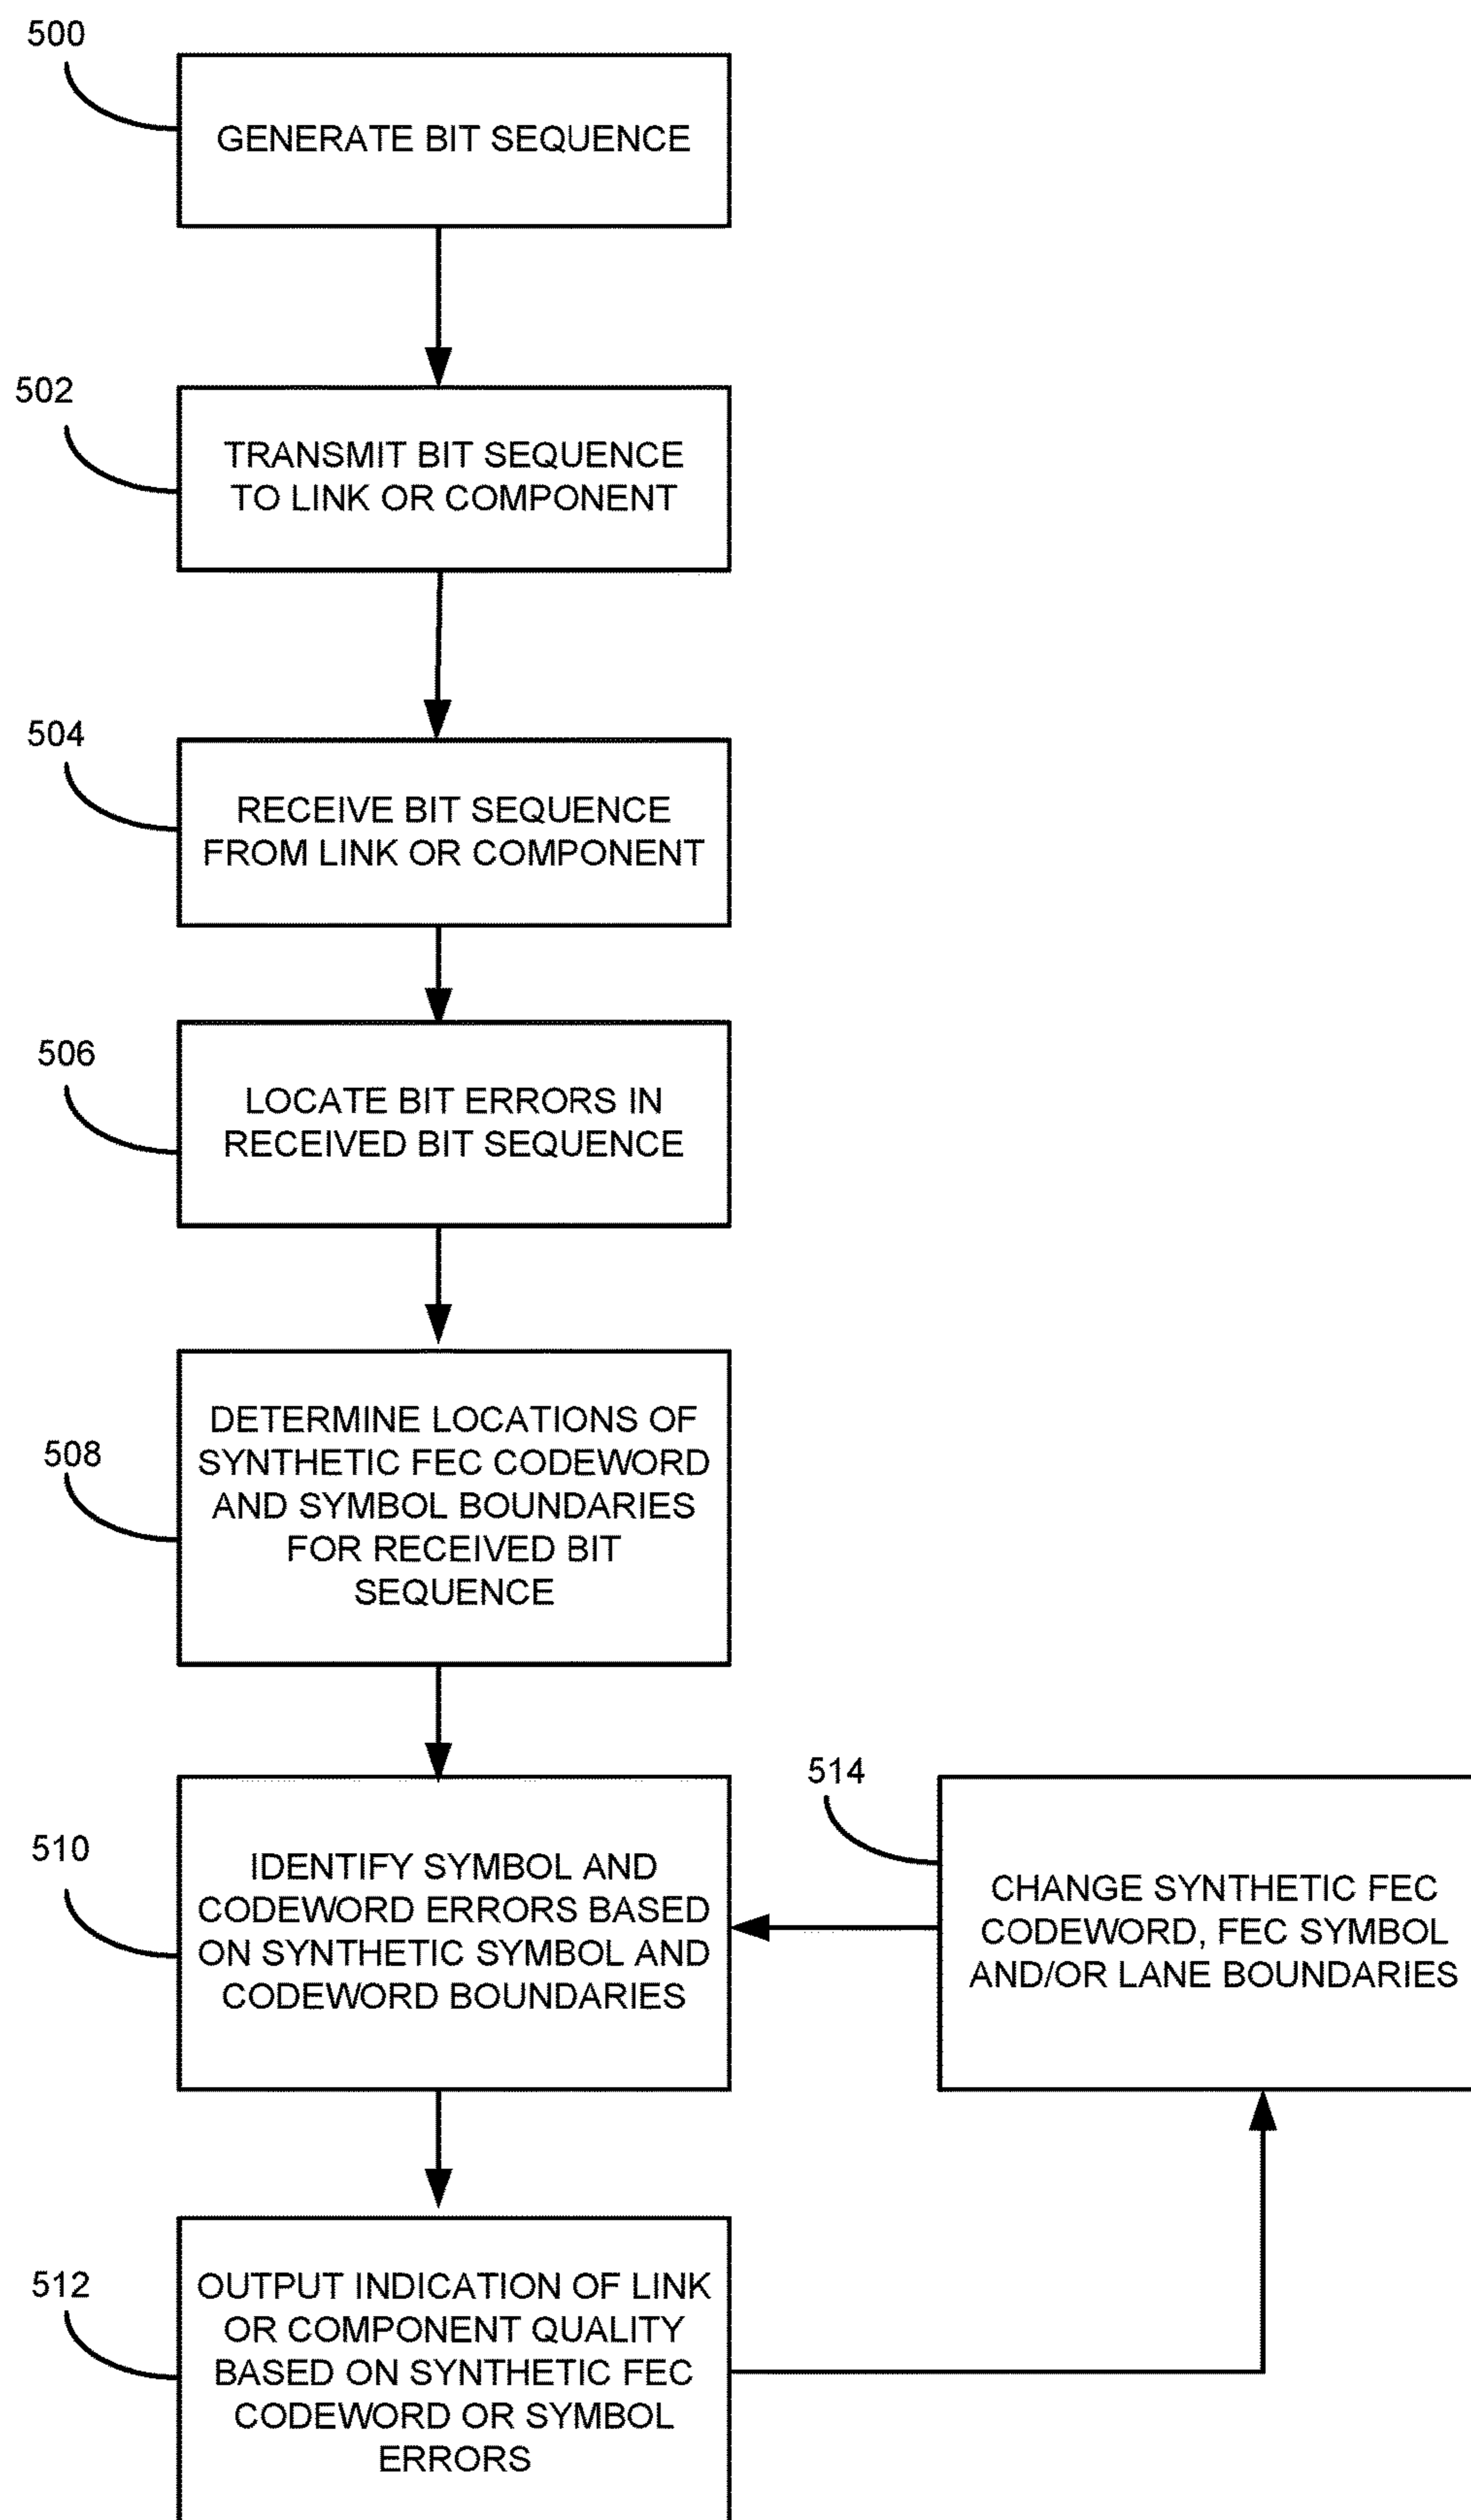 500
GENERATE BIT SEQUENCE
502
TRANSMIT BIT SEQUENCE
TO LINK OR COMPONENT
504
RECEIVE BIT SEQUENCE
FROM LINK OR COMPONENT
506
LOCATE BIT ERRORS IN
RECEIVED BIT SEQUENCE
508
DETERMINE LOCATIONS OF
SYNTHETIC FEC CODEWORD
AND SYMBOL BOUNDARIES
FOR RECEIVED BIT
SEQUENCE
510
IDENTIFY SYMBOL AND
CODEWORD ERRORS BASED
ON SYNTHETIC SYMBOL AND
CODEWORD BOUNDARIES
514
CHANGE SYNTHETIC FEC
CODEWORD, FEC SYMBOL
AND/OR LANE BOUNDARIES
512
OUTPUT INDICATION OF LINK
OR COMPONENT QUALITY
BASED ON SYNTHETIC FEC
CODEWORD OR SYMBOL
ERRORS